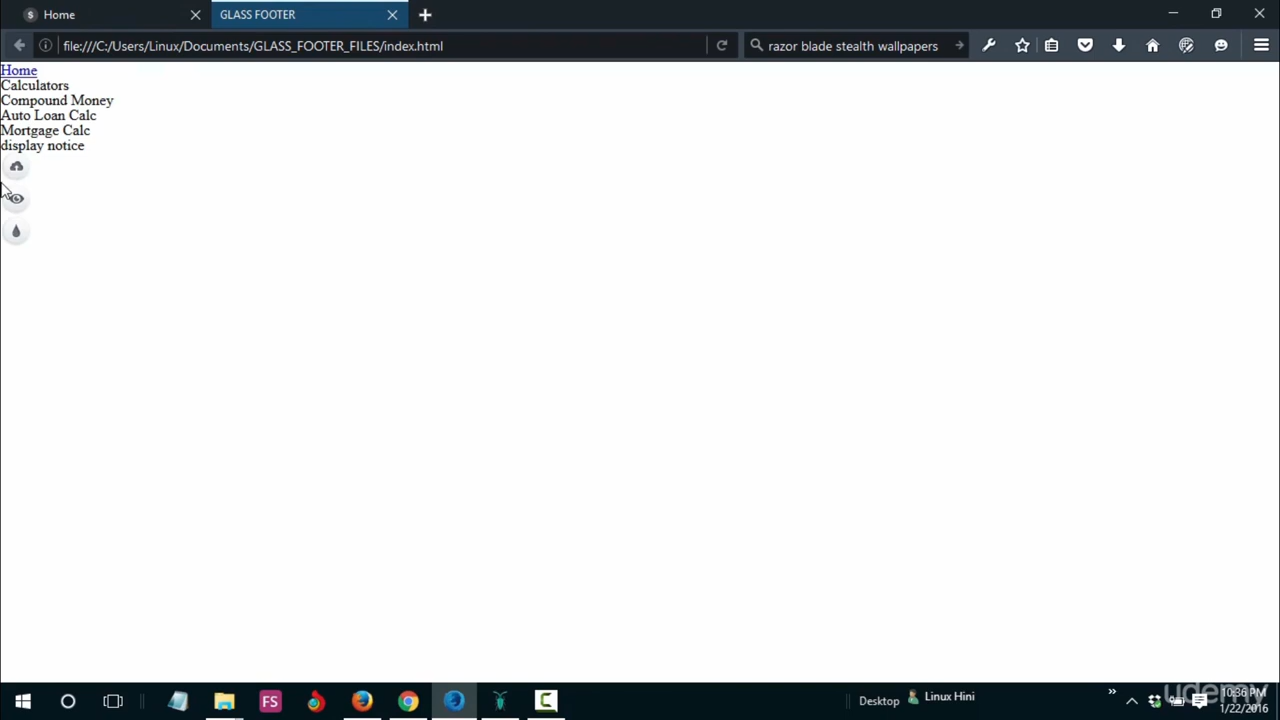 $ Home
GLASS FOOTER
file:///C:/Users/Linux/Documents/GLASS_FOOTER_FILES/index.html
razor blade stealth wallpapers
Home
Calculators
Compound Money
Auto Loan Calc
Mortgage Calc
display notice
FS
Desktop
Linux Hini
udemy
10:36 PM
1/22/2016